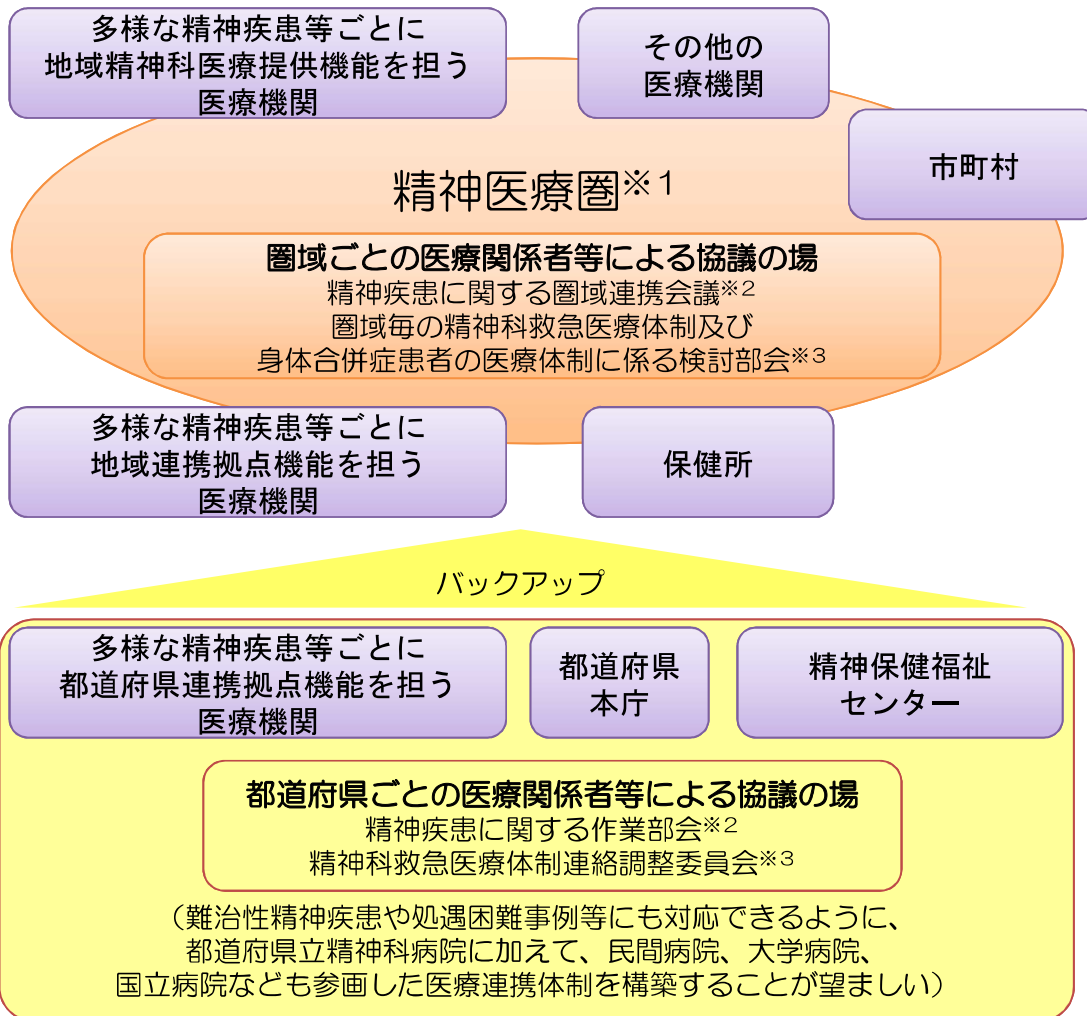 多様な精神疾患等ごとに
地域精神科医療提供機能を担う
医療機関
その他の
医療機関
市町村
精神医療圏※1
圏域ごとの医療関係者等による協議の場
精神疾患に関する圏域連携会議※2
圏域毎の精神科救急医療体制及び
身体合併症患者の医療体制に係る検討部会※3
多様な精神疾患等ごとに
地域連携拠点機能を担う
医療機関
保健所
バックアップ
多様な精神疾患等ごとに
都道府県連携拠点機能を担う
医療機関
都道府県
本庁
精神保健福祉
センター
都道府県ごとの医療関係者等による協議の場
精神疾患に関する作業部会※2
精神科救急医療体制連絡調整委員会※3
（難治性精神疾患や処遇困難事例等にも対応できるように、
都道府県立精神科病院に加えて、民間病院、大学病院、
国立病院なども参画した医療連携体制を構築することが望ましい）